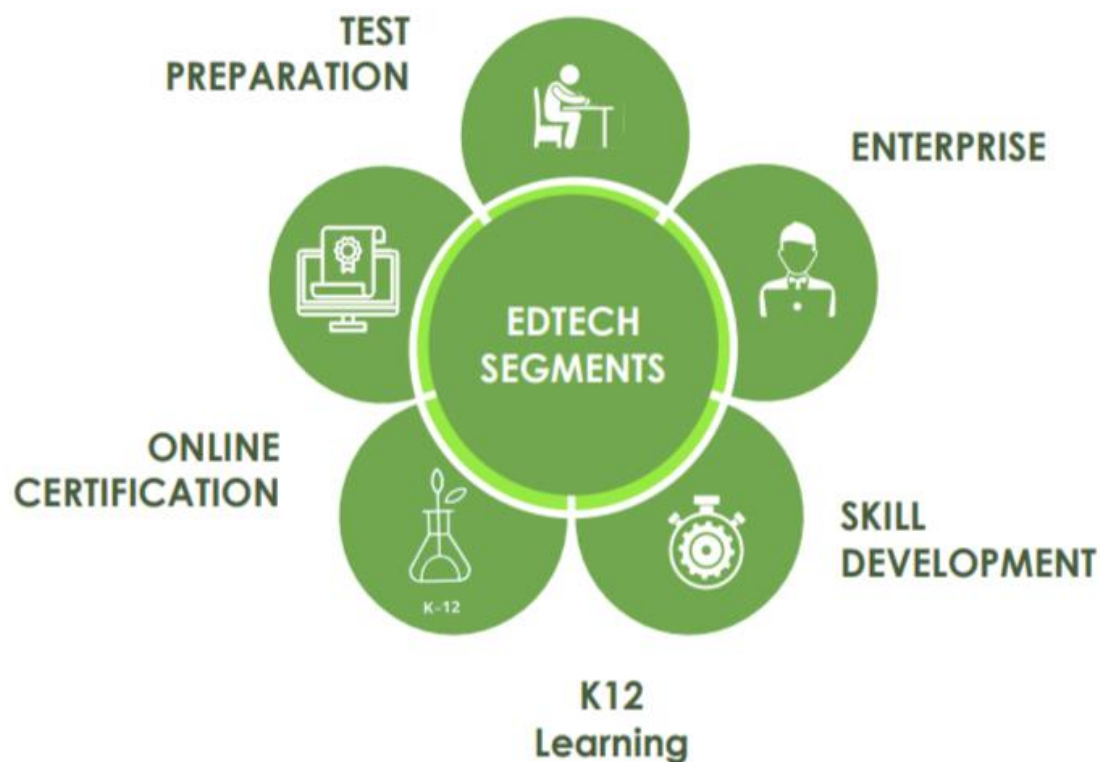 TEST
PREPARATION
ENTERPRISE
EDTECH
SEGMENTS
ONLINE
CERTIFICATION
SKILL
DEVELOPMENT
K-12
K12
Learning